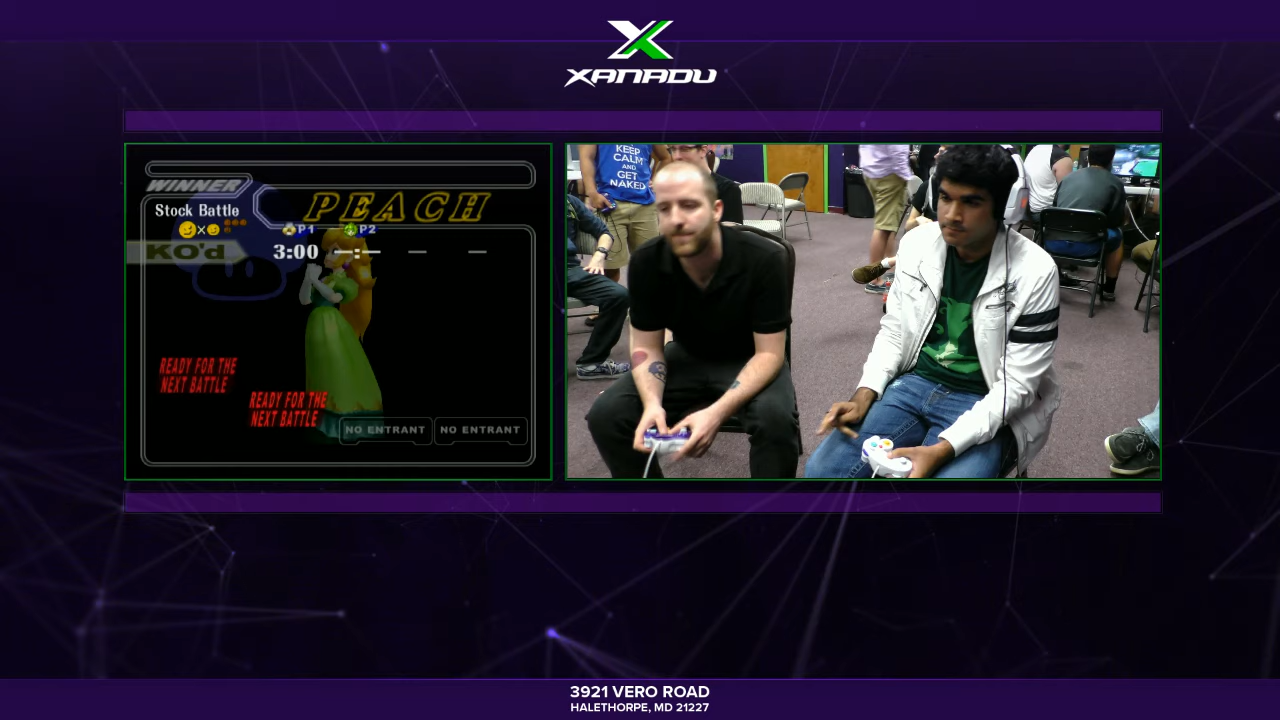 XANADU
WINNER
PEACH
Stock Battle
P1 P2
KO'd
3:00 —:— — —
READY FOR THE
NEXT BATTLE
READY FOR THE
NEXT BATTLE
NO ENTRANT NO ENTRANT
KEEP
CALM
AND
GET
NAKED
3921 VERO ROAD
HALETHORPE, MD 21227